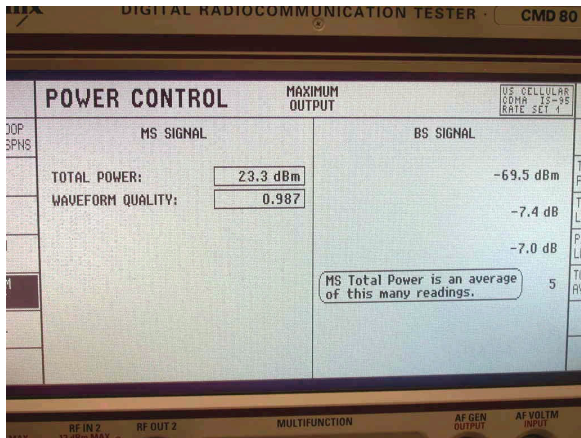 DIGITAL RADIOCOMMUNICATION TESTER · CMD 80
POWER CONTROL
MAXIMUM
OUTPUT
US CELLULAR
CDMA IS-95
RATE SET 1
MS SIGNAL
TOTAL POWER: 23.3 dBm
WAVEFORM QUALITY: 0.987
BS SIGNAL
-69.5 dBm
-7.4 dB
-7.0 dB
MS Total Power is an average
of this many readings.
5
RF IN 2
RF OUT 2
MULTIFUNCTION
AF GEN
OUTPUT
AF VOLTM
INPUT